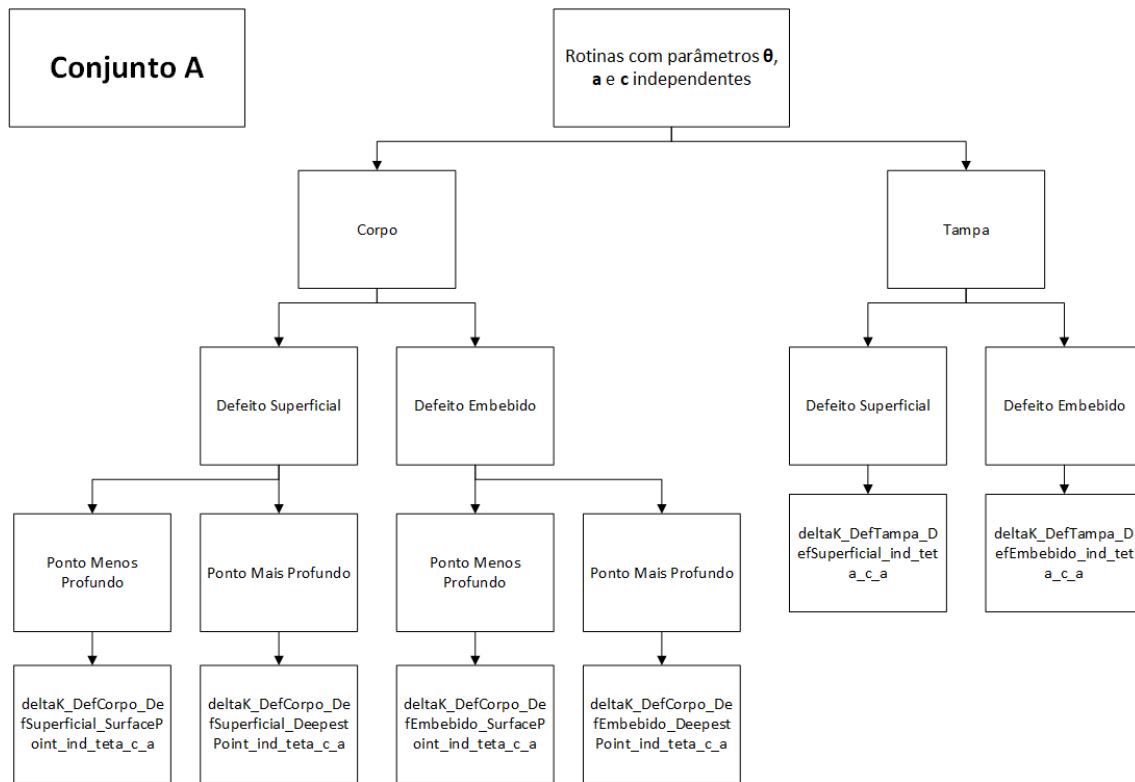 Conjunto A
Rotinas com parâmetros θ,
a e c independentes
Corpo
Tampa
Defeito Superficial
Defeito Embebido
Defeito Superficial
Defeito Embebido
Ponto Menos
Profundo
Ponto Mais Profundo
Ponto Menos
Profundo
Ponto Mais Profundo
deltaK_DefTampa_D
efSuperficial_ind_tet
a_c_a
deltaK_DefTampa_D
efEmbebido_ind_tet
a_c_a
deltaK_DefCorpo_De
fSuperficial_SurfaceP
oint_ind_teta_c_a
deltaK_DefCorpo_De
fSuperficial_Deepest
Point_ind_teta_c_a
deltaK_DefCorpo_De
fEmbebido_SurfaceP
oint_ind_teta_c_a
deltaK_DefCorpo_De
fEmbebido_Deepest
Point_ind_teta_c_a